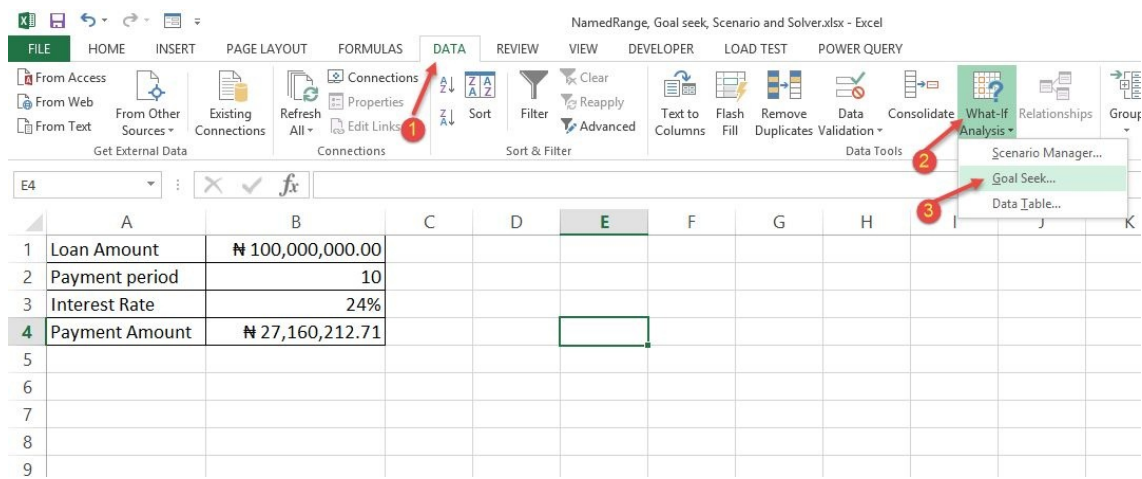 NamedRange, Goal seek, Scenario and Solver.xlsx - Excel
FILE HOME INSERT PAGE LAYOUT FORMULAS DATA REVIEW VIEW DEVELOPER LOAD TEST POWER QUERY
From Access
From Web
From Text
From Other
Sources
Existing
Connections
Refresh
All
Connections
Properties
Edit Links
Sort
Filter
Clear
Reapply
Advanced
Text to
Columns
Flash
Fill
Remove
Duplicates
Data
Validation
Consolidate
What-If
Analysis
Relationships
Group
Get External Data
Connections
Sort & Filter
Data Tools
1
2
3
Scenario Manager...
Goal Seek...
Data Table...
E4
fx
A B C D E F G H I J K
1 Loan Amount ₦ 100,000,000.00
2 Payment period 10
3 Interest Rate 24%
4 Payment Amount ₦ 27,160,212.71
5
6
7
8
9